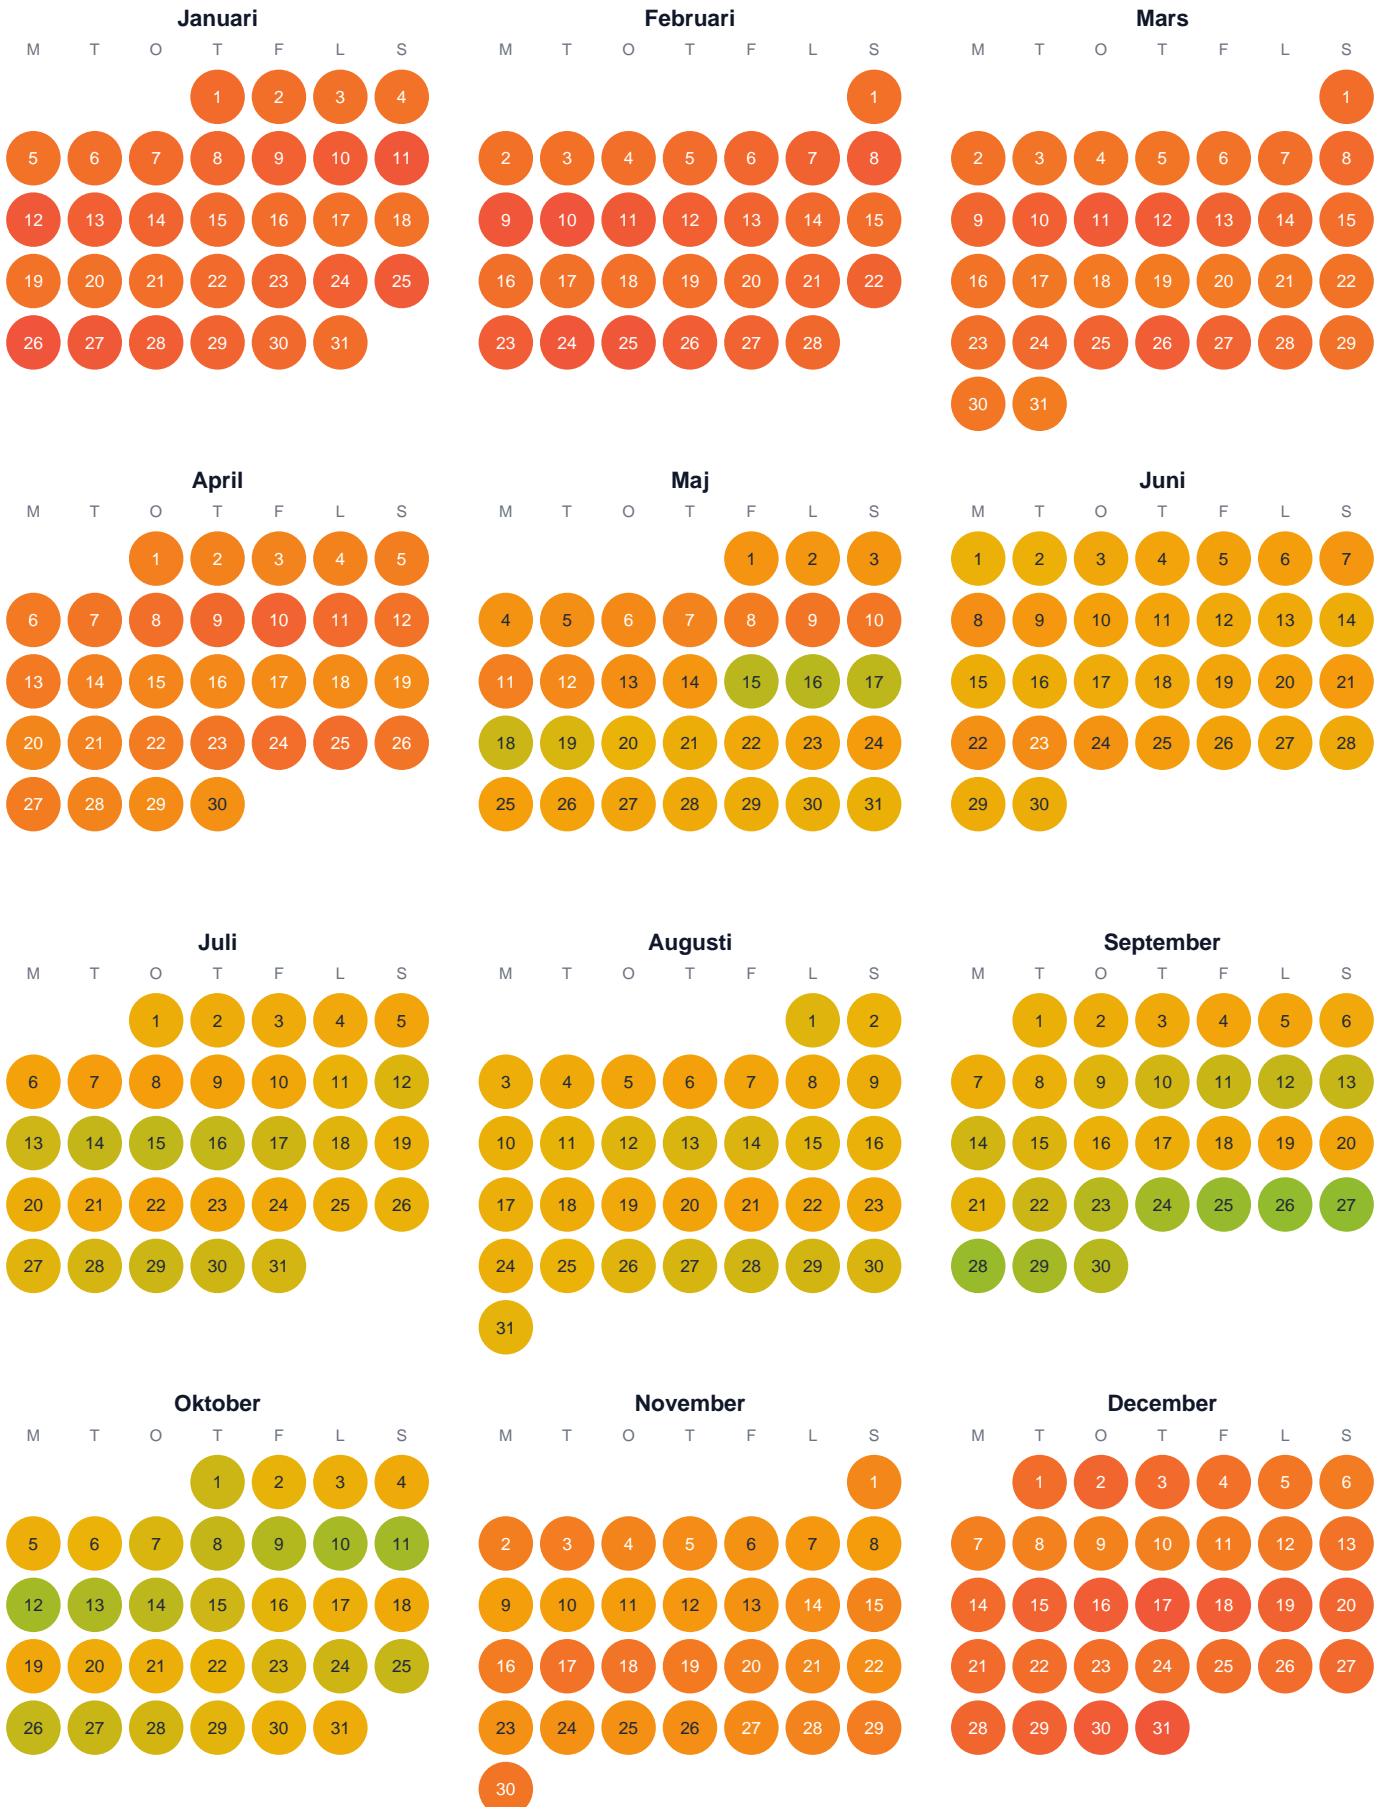 Januari Februari Mars
M T O T F L S M T O T F L S M T O T F L S
1 2 3 4 1 1
5 6 7 8 9 10 11 2 3 4 5 6 7 8 2 3 4 5 6 7 8
12 13 14 15 16 17 18 9 10 11 12 13 14 15 9 10 11 12 13 14 15
19 20 21 22 23 24 25 16 17 18 19 20 21 22 16 17 18 19 20 21 22
26 27 28 29 30 31 23 24 25 26 27 28 23 24 25 26 27 28 29
30 31
April Maj Juni
M T O T F L S M T O T F L S M T O T F L S
1 2 3 4 5 1 2 3 1 2 3 4 5 6 7
6 7 8 9 10 11 12 4 5 6 7 8 9 10 8 9 10 11 12 13 14
13 14 15 16 17 18 19 11 12 13 14 15 16 17 15 16 17 18 19 20 21
20 21 22 23 24 25 26 18 19 20 21 22 23 24 22 23 24 25 26 27 28
27 28 29 30 25 26 27 28 29 30 31 29 30
Juli Augusti September
M T O T F L S M T O T F L S M T O T F L S
1 2 3 4 5 1 2 1 2 3 4 5 6
6 7 8 9 10 11 12 3 4 5 6 7 8 9 7 8 9 10 11 12 13
13 14 15 16 17 18 19 10 11 12 13 14 15 16 14 15 16 17 18 19 20
20 21 22 23 24 25 26 17 18 19 20 21 22 23 21 22 23 24 25 26 27
27 28 29 30 31 24 25 26 27 28 29 30 28 29 30
31
Oktober November December
M T O T F L S M T O T F L S M T O T F L S
1 2 3 4 1 1 2 3 4 5 6
5 6 7 8 9 10 11 2 3 4 5 6 7 8 7 8 9 10 11 12 13
12 13 14 15 16 17 18 9 10 11 12 13 14 15 14 15 16 17 18 19 20
19 20 21 22 23 24 25 16 17 18 19 20 21 22 21 22 23 24 25 26 27
26 27 28 29 30 31 23 24 25 26 27 28 29 28 29 30 31
30